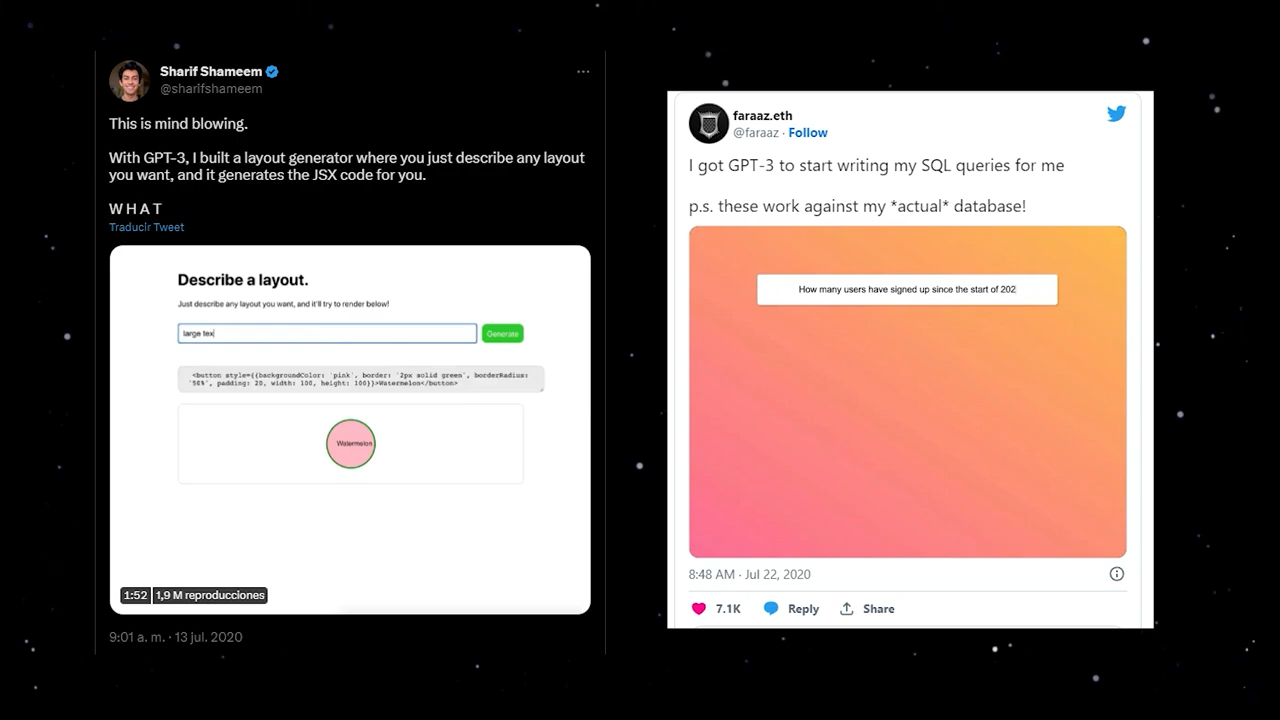 Sharif Shameem
@sharifshameem
This is mind blowing.
With GPT-3, I built a layout generator where you just describe any layout
you want, and it generates the JSX code for you.
W H A T
Traducir Tweet
Describe a layout.
Just describe any layout you want, and it'll try to render below!
large tex
Generate
<button style={{backgroundColor: 'pink', border: '2px solid green', borderRadius:
'50%', padding: 20, width: 100, height: 100}}>Watermelon</button>
Watermelon
1:52 1,9 M reproducciones
9:01 a. m. · 13 jul. 2020
faraaz.eth
@faraaz · Follow
I got GPT-3 to start writing my SQL queries for me
p.s. these work against my *actual* database!
How many users have signed up since the start of 202
8:48 AM · Jul 22, 2020
7.1K Reply Share